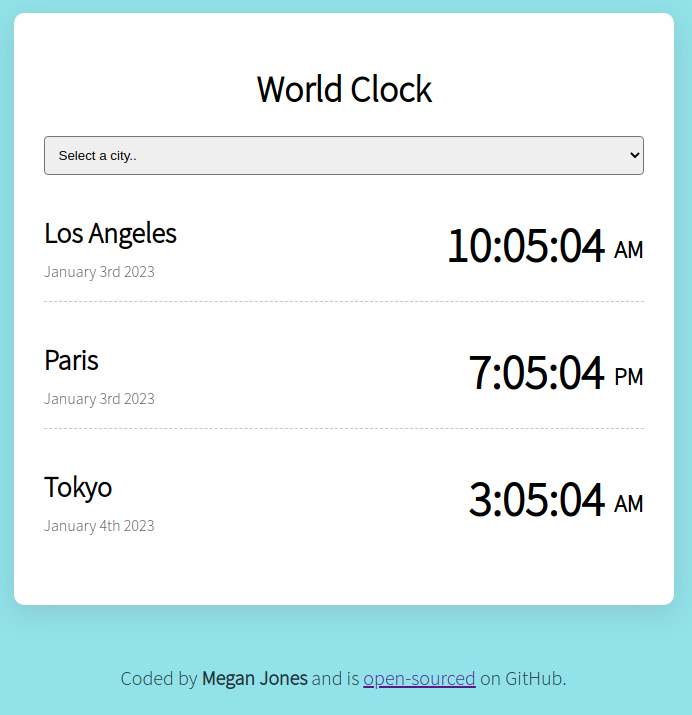 World Clock
Select a city..
Los Angeles
10:05:04 AM
January 3rd 2023
Paris
7:05:04 PM
January 3rd 2023
Tokyo
3:05:04 AM
January 4th 2023
Coded by Megan Jones and is open-sourced on GitHub.